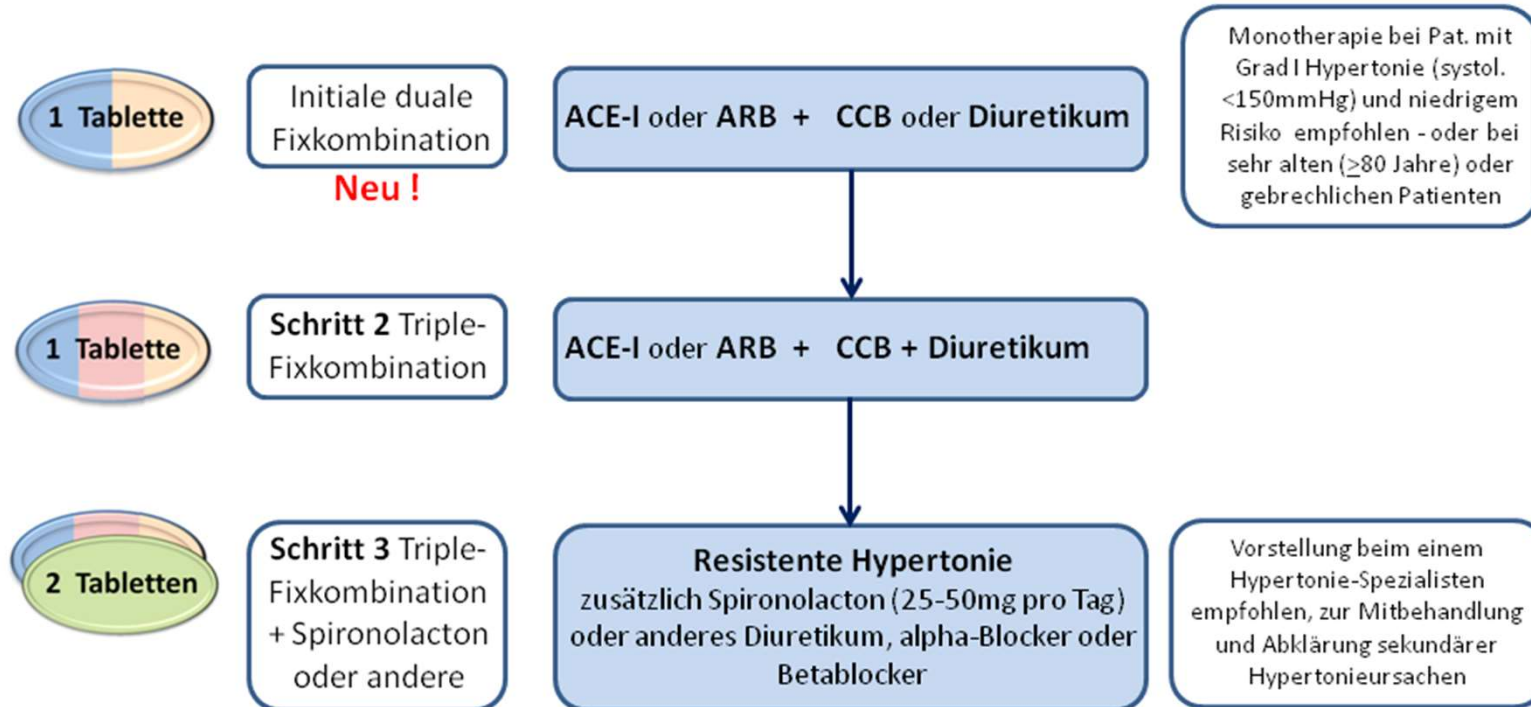 1 Tablette
Initiale duale
Fixkombination
Neu !
ACE-I oder ARB + CCB oder Diuretikum
Monotherapie bei Pat. mit
Grad I Hypertonie (systol.
<150mmHg) und niedrigem
Risiko empfohlen - oder bei
sehr alten (≥80 Jahre) oder
gebrechlichen Patienten
1 Tablette
Schritt 2 Triple-
Fixkombination
ACE-I oder ARB + CCB + Diuretikum
2 Tabletten
Schritt 3 Triple-
Fixkombination
+ Spironolacton
oder andere
Resistente Hypertonie
zusätzlich Spironolacton (25-50mg pro Tag)
oder anderes Diuretikum, alpha-Blocker oder
Betablocker
Vorstellung beim einem
Hypertonie-Spezialisten
empfohlen, zur Mitbehandlung
und Abklärung sekundärer
Hypertonieursachen